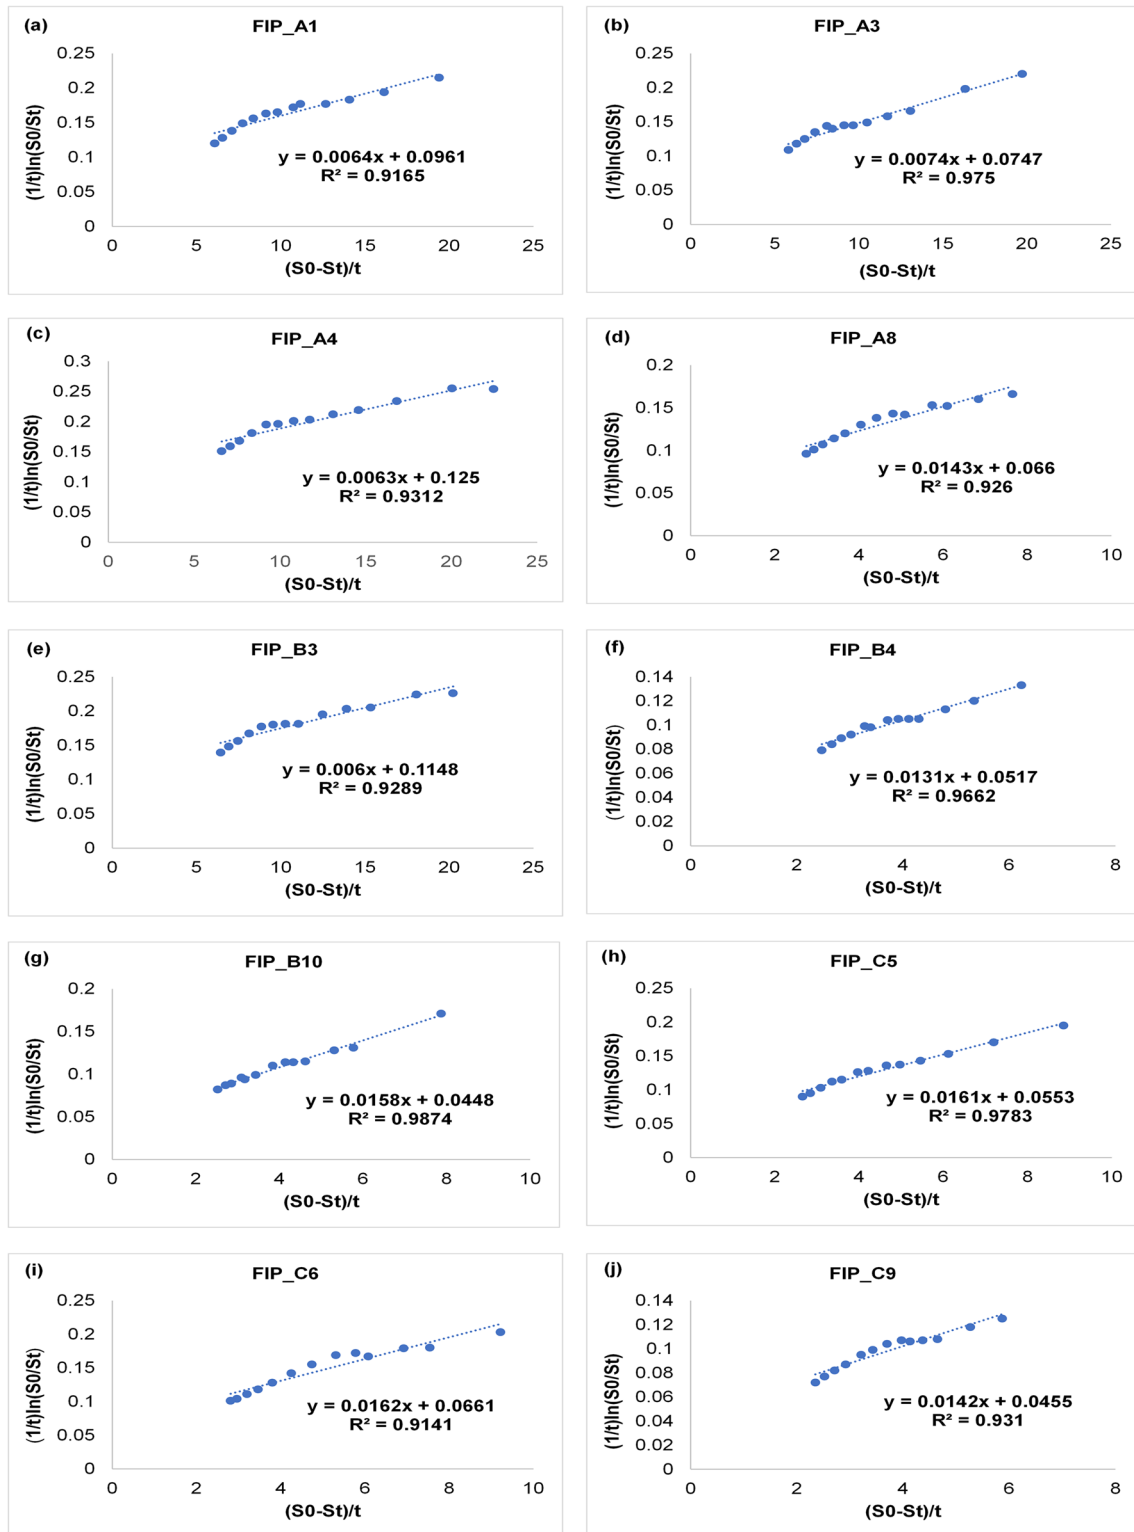 (a)
FIP_A1
(1/t)ln(S0/St)
0.25
0.2
0.15
0.1
0.05
0
y = 0.0064x + 0.0961
R² = 0.9165
0 5 10 15 20 25
(S0-St)/t
(b)
FIP_A3
(1/t)ln(S0/St)
0.25
0.2
0.15
0.1
0.05
0
y = 0.0074x + 0.0747
R² = 0.975
0 5 10 15 20 25
(S0-St)/t
(c)
FIP_A4
(1/t)ln(S0/St)
0.3
0.25
0.2
0.15
0.1
0.05
0
y = 0.0063x + 0.125
R² = 0.9312
0 5 10 15 20 25
(S0-St)/t
(d)
FIP_A8
(1/t)ln(S0/St)
0.2
0.15
0.1
0.05
0
y = 0.0143x + 0.066
R² = 0.926
0 2 4 6 8 10
(S0-St)/t
(e)
FIP_B3
(1/t)ln(S0/St)
0.25
0.2
0.15
0.1
0.05
0
y = 0.006x + 0.1148
R² = 0.9289
0 5 10 15 20 25
(S0-St)/t
(f)
FIP_B4
(1/t)ln(S0/St)
0.14
0.12
0.1
0.08
0.06
0.04
0.02
0
y = 0.0131x + 0.0517
R² = 0.9662
0 2 4 6 8
(S0-St)/t
(g)
FIP_B10
(1/t)ln(S0/St)
0.2
0.15
0.1
0.05
0
y = 0.0158x + 0.0448
R² = 0.9874
0 2 4 6 8 10
(S0-St)/t
(h)
FIP_C5
(1/t)ln(S0/St)
0.25
0.2
0.15
0.1
0.05
0
y = 0.0161x + 0.0553
R² = 0.9783
0 2 4 6 8 10
(S0-St)/t
(i)
FIP_C6
(1/t)ln(S0/St)
0.25
0.2
0.15
0.1
0.05
0
y = 0.0162x + 0.0661
R² = 0.9141
0 2 4 6 8 10
(S0-St)/t
(j)
FIP_C9
(1/t)ln(S0/St)
0.14
0.12
0.1
0.08
0.06
0.04
0.02
0
y = 0.0142x + 0.0455
R² = 0.931
0 2 4 6 8
(S0-St)/t